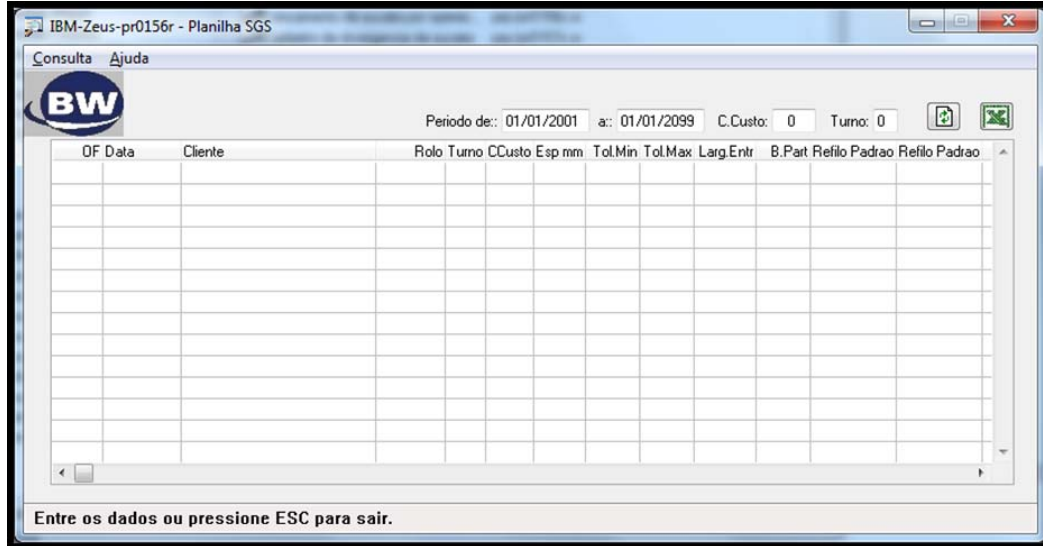 IBM-Zeus-pr0156r - Planilha SGS
Consulta Ajuda
BW
Periodo de:: 01/01/2001 a:: 01/01/2099 C.Custo: 0 Turno: 0
OF Data Cliente Rolo Turno CCusto Esp mm Tol.Min Tol.Max Larg.Entr B.Part Refilo Padrao Refilo Padrao
Entre os dados ou pressione ESC para sair.